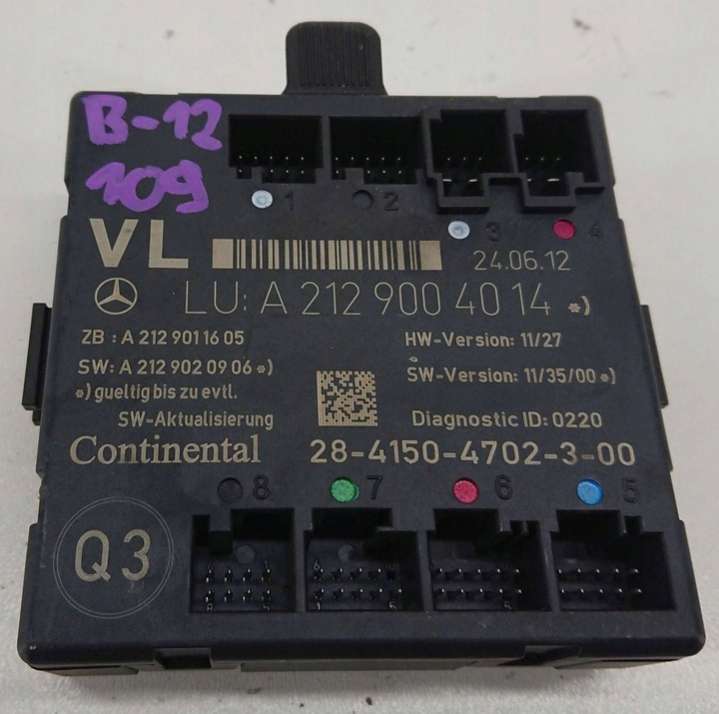 B-12
109
1 2 3 4
VL
24.06.12
LU: A 212 900 40 14 *)
ZB : A 212 901 16 05
HW-Version: 11/27
SW: A 212 902 09 06 *)
SW-Version: 11/35/00 *)
*) gueltig bis zu evtl.
SW-Aktualisierung
Diagnostic ID: 0220
Continental
28-4150-4702-3-00
8 7 6 5
Q3